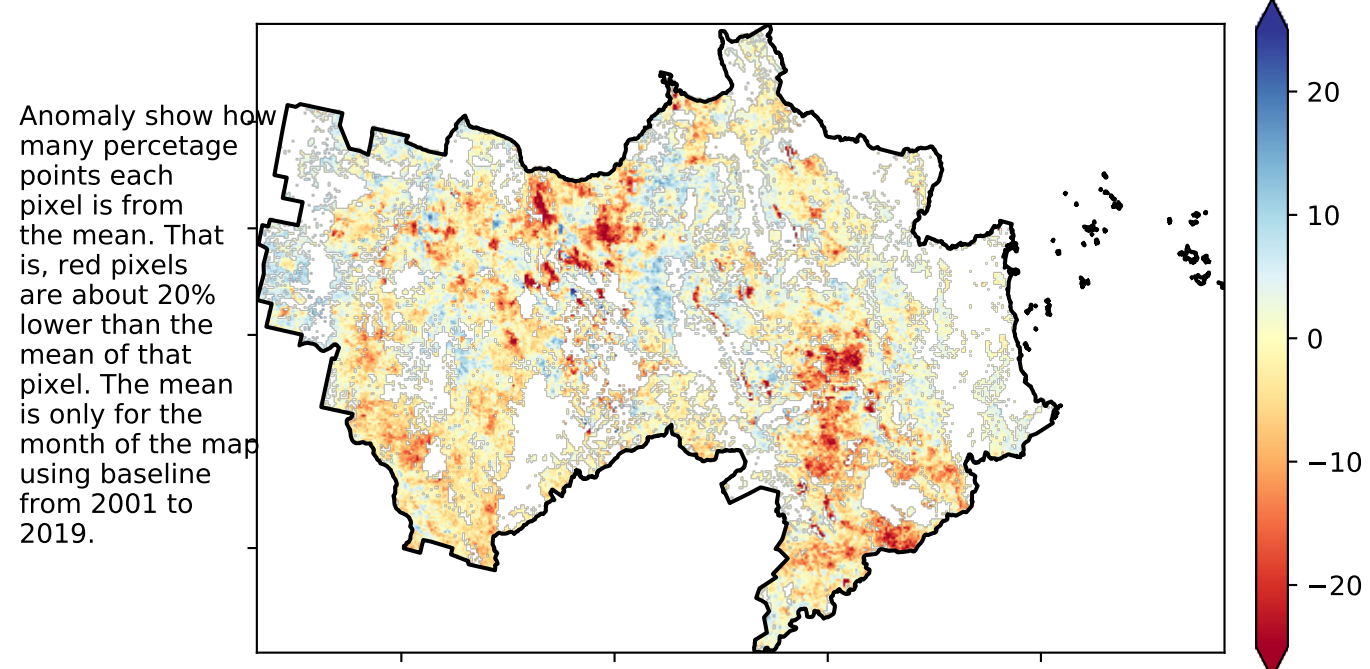 Anomaly show how
many percetage
points each
pixel is from
the mean. That
is, red pixels
are about 20%
lower than the
mean of that
pixel. The mean
is only for the
month of the map
using baseline
from 2001 to
2019.
20
10
0
−10
−20